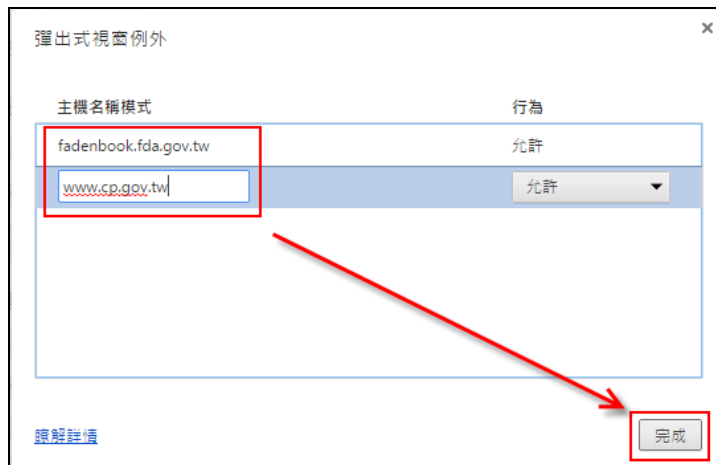 彈出式視窗例外
×
主機名稱模式 行為
fadenbook.fda.gov.tw 允許
www.cp.gov.tw 允許
瞭解詳情 完成